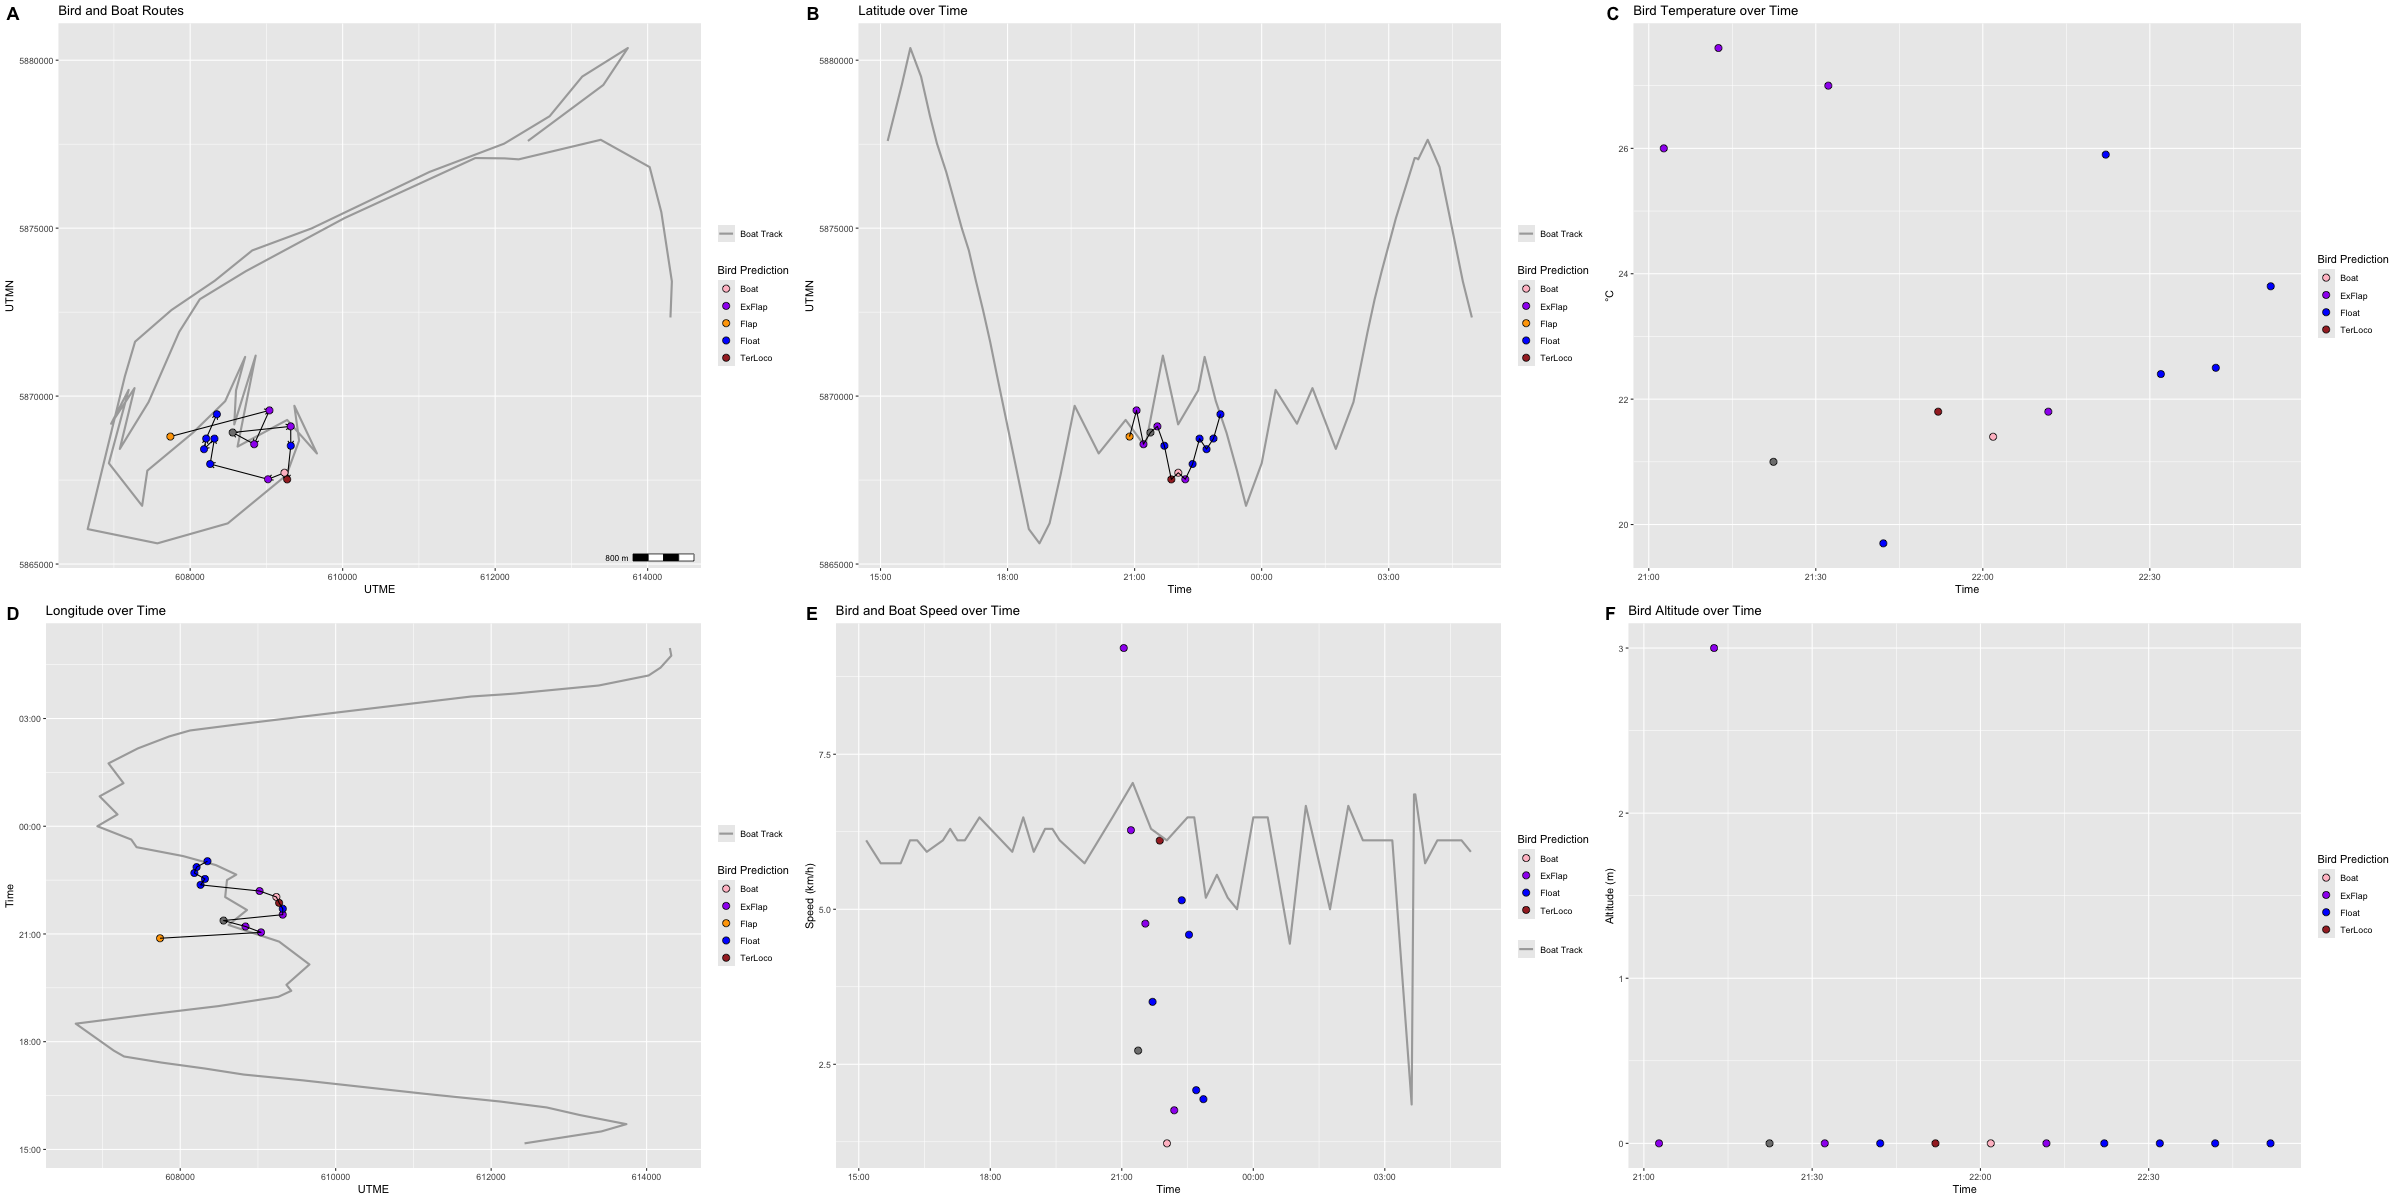 A Bird and Boat Routes
5880000
5875000
5870000
5865000
UTMN
608000 610000 612000 614000
UTME
800 m
Boat Track
Bird Prediction
Boat
ExFlap
Flap
Float
TerLoco
B Latitude over Time
5880000
5875000
5870000
5865000
UTMN
15:00 18:00 21:00 00:00 03:00
Time
Boat Track
Bird Prediction
Boat
ExFlap
Flap
Float
TerLoco
C Bird Temperature over Time
26
24
22
20
°C
21:00 21:30 22:00 22:30
Time
Bird Prediction
Boat
ExFlap
Float
TerLoco
D Longitude over Time
03:00
00:00
21:00
18:00
15:00
Time
608000 610000 612000 614000
UTME
Boat Track
Bird Prediction
Boat
ExFlap
Flap
Float
TerLoco
E Bird and Boat Speed over Time
7.5
5.0
2.5
Speed (km/h)
15:00 18:00 21:00 00:00 03:00
Time
Bird Prediction
Boat
ExFlap
Float
TerLoco
Boat Track
F Bird Altitude over Time
3
2
1
0
Altitude (m)
21:00 21:30 22:00 22:30
Time
Bird Prediction
Boat
ExFlap
Float
TerLoco